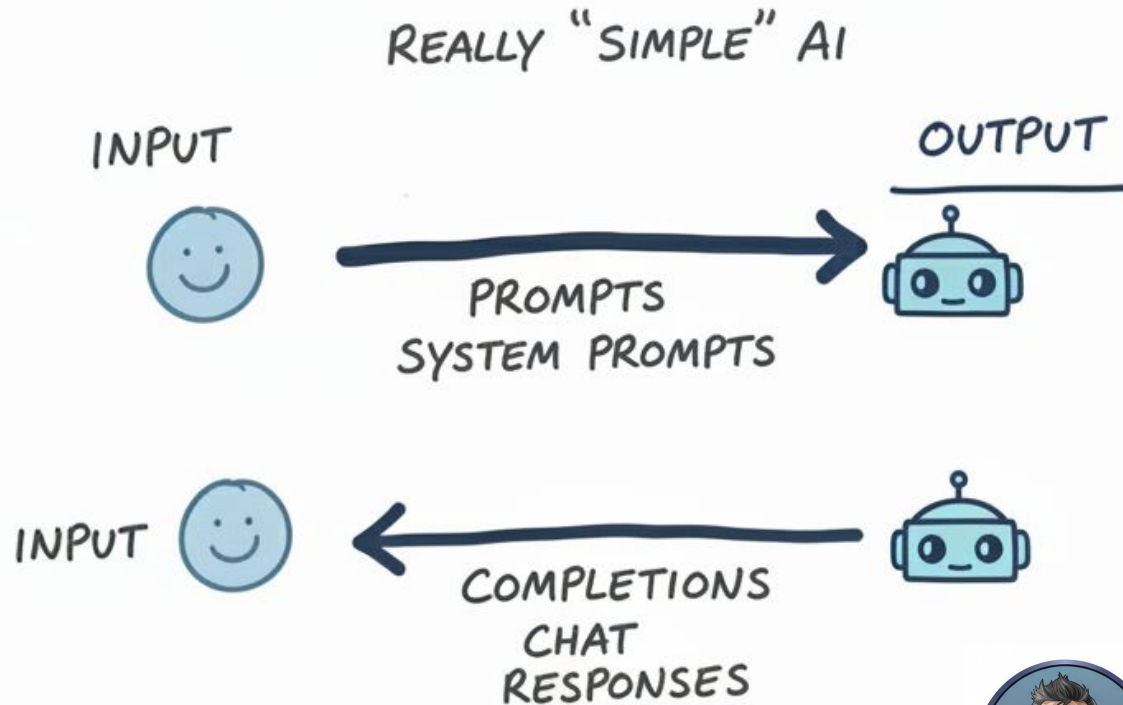 REALLY "SIMPLE" AI
INPUT
OUTPUT
PROMPTS
SYSTEM PROMPTS
INPUT
COMPLETIONS
CHAT
RESPONSES